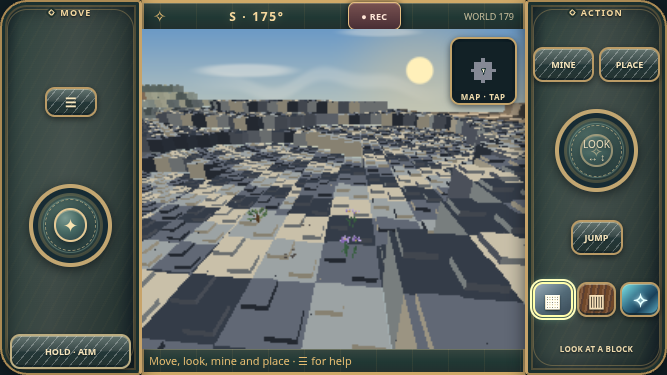 MOVE
HOLD · AIM
S · 175°
REC
WORLD 179
MAP · TAP
Move, look, mine and place · ☰ for help
ACTION
MINE
PLACE
LOOK
JUMP
LOOK AT A BLOCK